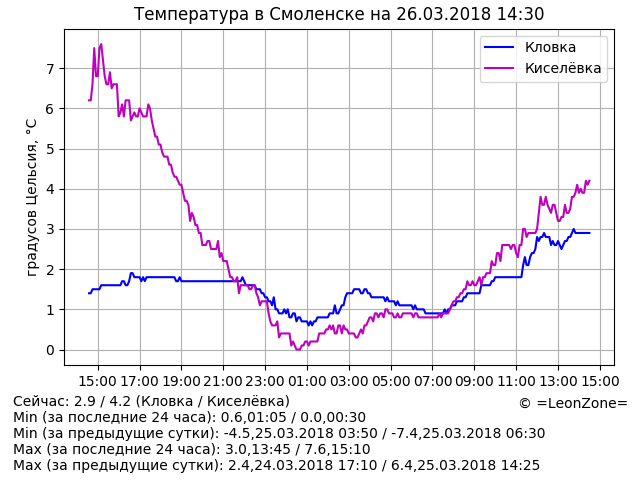 Температура в Смоленске на 26.03.2018 14:30
Кловка
Киселёвка
градусов Цельсия, °C
7
6
5
4
3
2
1
0
15:00 17:00 19:00 21:00 23:00 01:00 03:00 05:00 07:00 09:00 11:00 13:00 15:00
Сейчас: 2.9 / 4.2 (Кловка / Киселёвка)
© =LeonZone=
Min (за последние 24 часа): 0.6,01:05 / 0.0,00:30
Min (за предыдущие сутки): -4.5,25.03.2018 03:50 / -7.4,25.03.2018 06:30
Max (за последние 24 часа): 3.0,13:45 / 7.6,15:10
Max (за предыдущие сутки): 2.4,24.03.2018 17:10 / 6.4,25.03.2018 14:25